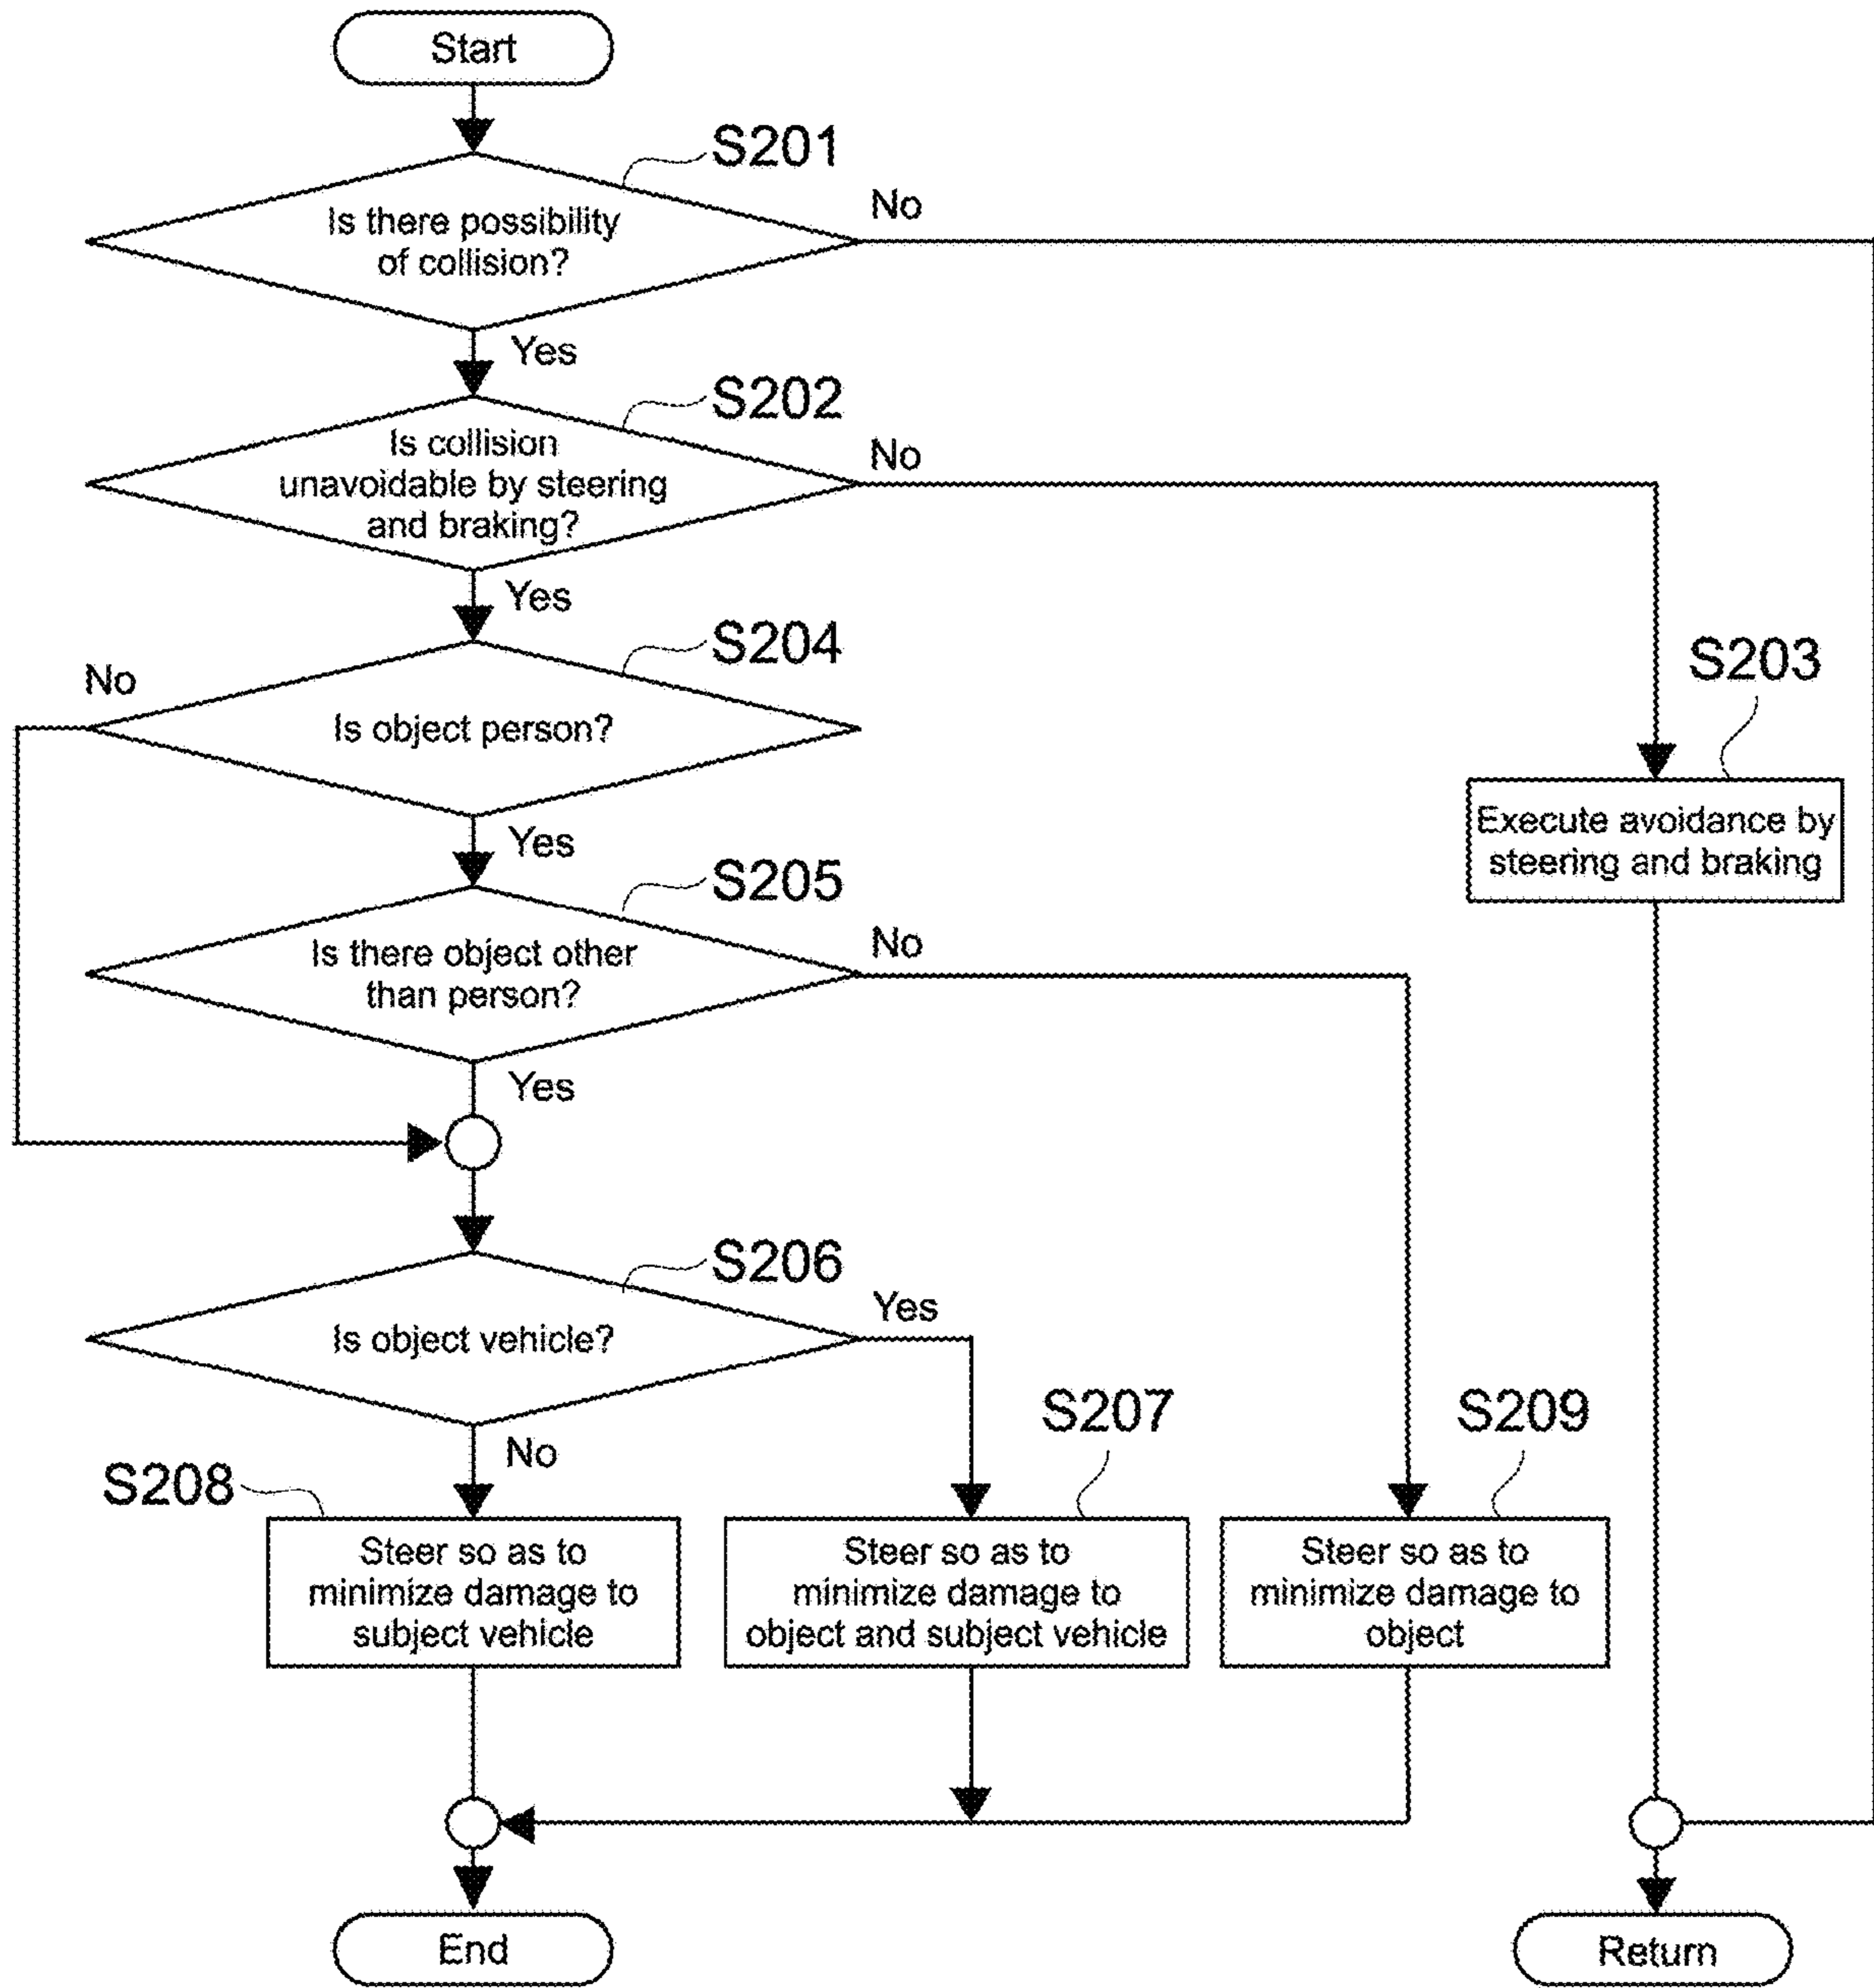 Start
S201
Is there possibility
of collision?
No
Yes
S202
Is collision
unavoidable by steering
and braking?
No
Yes
S204
No
Is object person?
Yes
S203
Execute avoidance by
steering and braking
S205
Is there object other
than person?
No
Yes
S206
Is object vehicle?
Yes
No
S208
Steer so as to
minimize damage to
subject vehicle
S207
Steer so as to
minimize damage to
object and subject vehicle
S209
Steer so as to
minimize damage to
object
End
Return